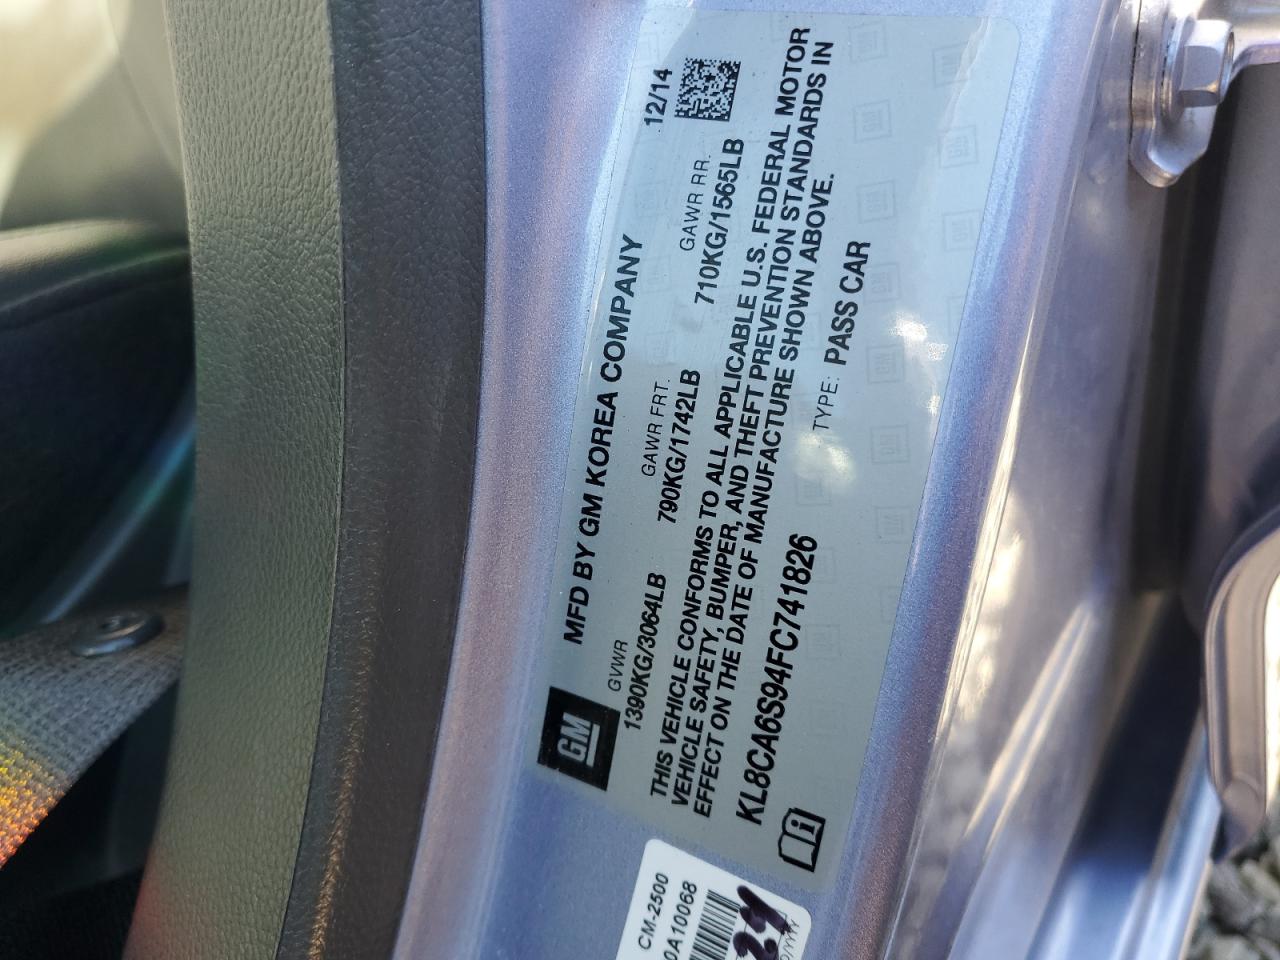 MFD BY GM KOREA COMPANY 12/14
GM
GVWR GAWR FRT. GAWR RR.
1390KG/3064LB 790KG/1742LB 710KG/1565LB
THIS VEHICLE CONFORMS TO ALL APPLICABLE U.S. FEDERAL MOTOR
VEHICLE SAFETY, BUMPER, AND THEFT PREVENTION STANDARDS IN
EFFECT ON THE DATE OF MANUFACTURE SHOWN ABOVE.
KL8CA6S94FC741826 TYPE: PASS CAR
CM-2500
0A10068
24